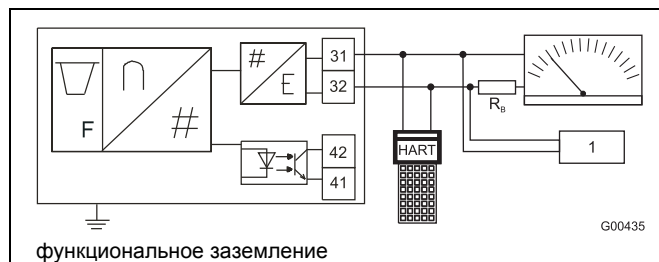 F
∩
#
#
E
31
32
42
41
HART
R_B
1
G00435
функциональное заземление